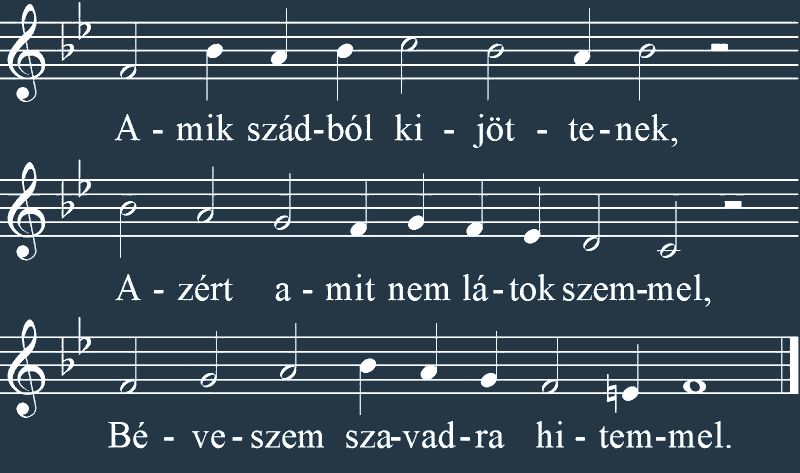 A - mik szád-ból ki - jöt - te-nek,
A - zért a - mit nem lá-tok szem-mel,
Bé - ve-szem sza-vad-ra hi - tem-mel.